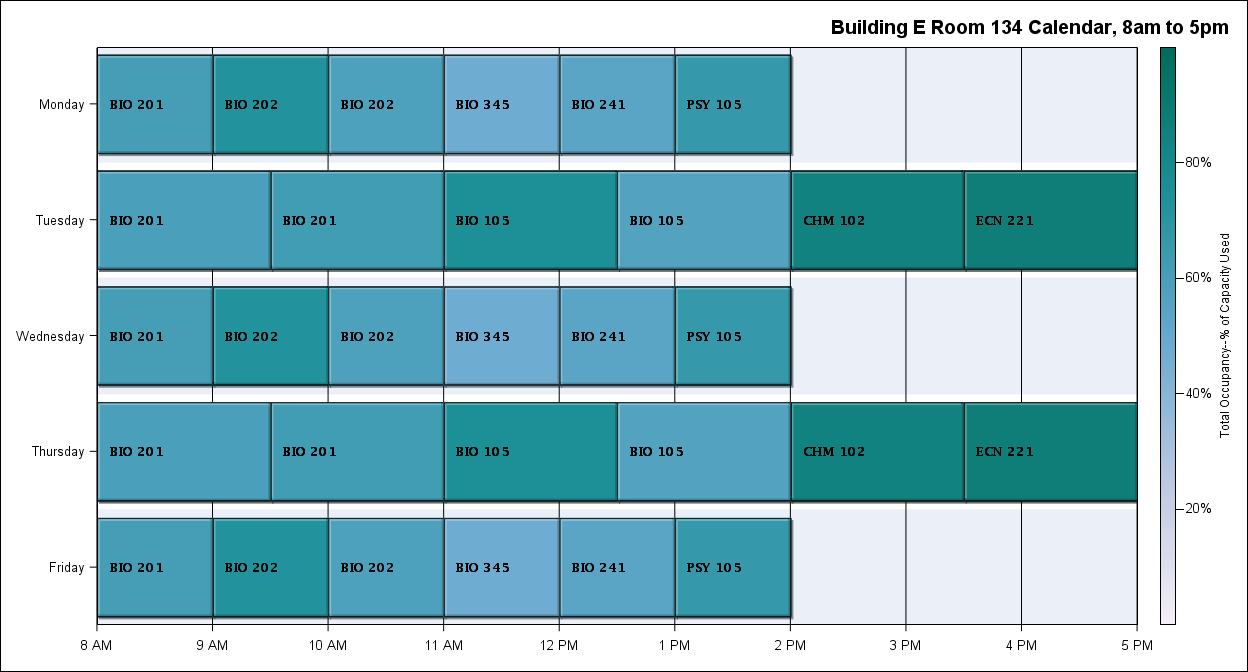 Building E Room 134 Calendar, 8am to 5pm
Monday
BIO 201
BIO 202
BIO 202
BIO 345
BIO 241
PSY 105
Tuesday
BIO 201
BIO 201
BIO 105
BIO 105
CHM 102
ECN 221
Wednesday
BIO 201
BIO 202
BIO 202
BIO 345
BIO 241
PSY 105
Thursday
BIO 201
BIO 201
BIO 105
BIO 105
CHM 102
ECN 221
Friday
BIO 201
BIO 202
BIO 202
BIO 345
BIO 241
PSY 105
8 AM
9 AM
10 AM
11 AM
12 PM
1 PM
2 PM
3 PM
4 PM
5 PM
80%
60%
40%
20%
Total Occupancy--% of Capacity Used